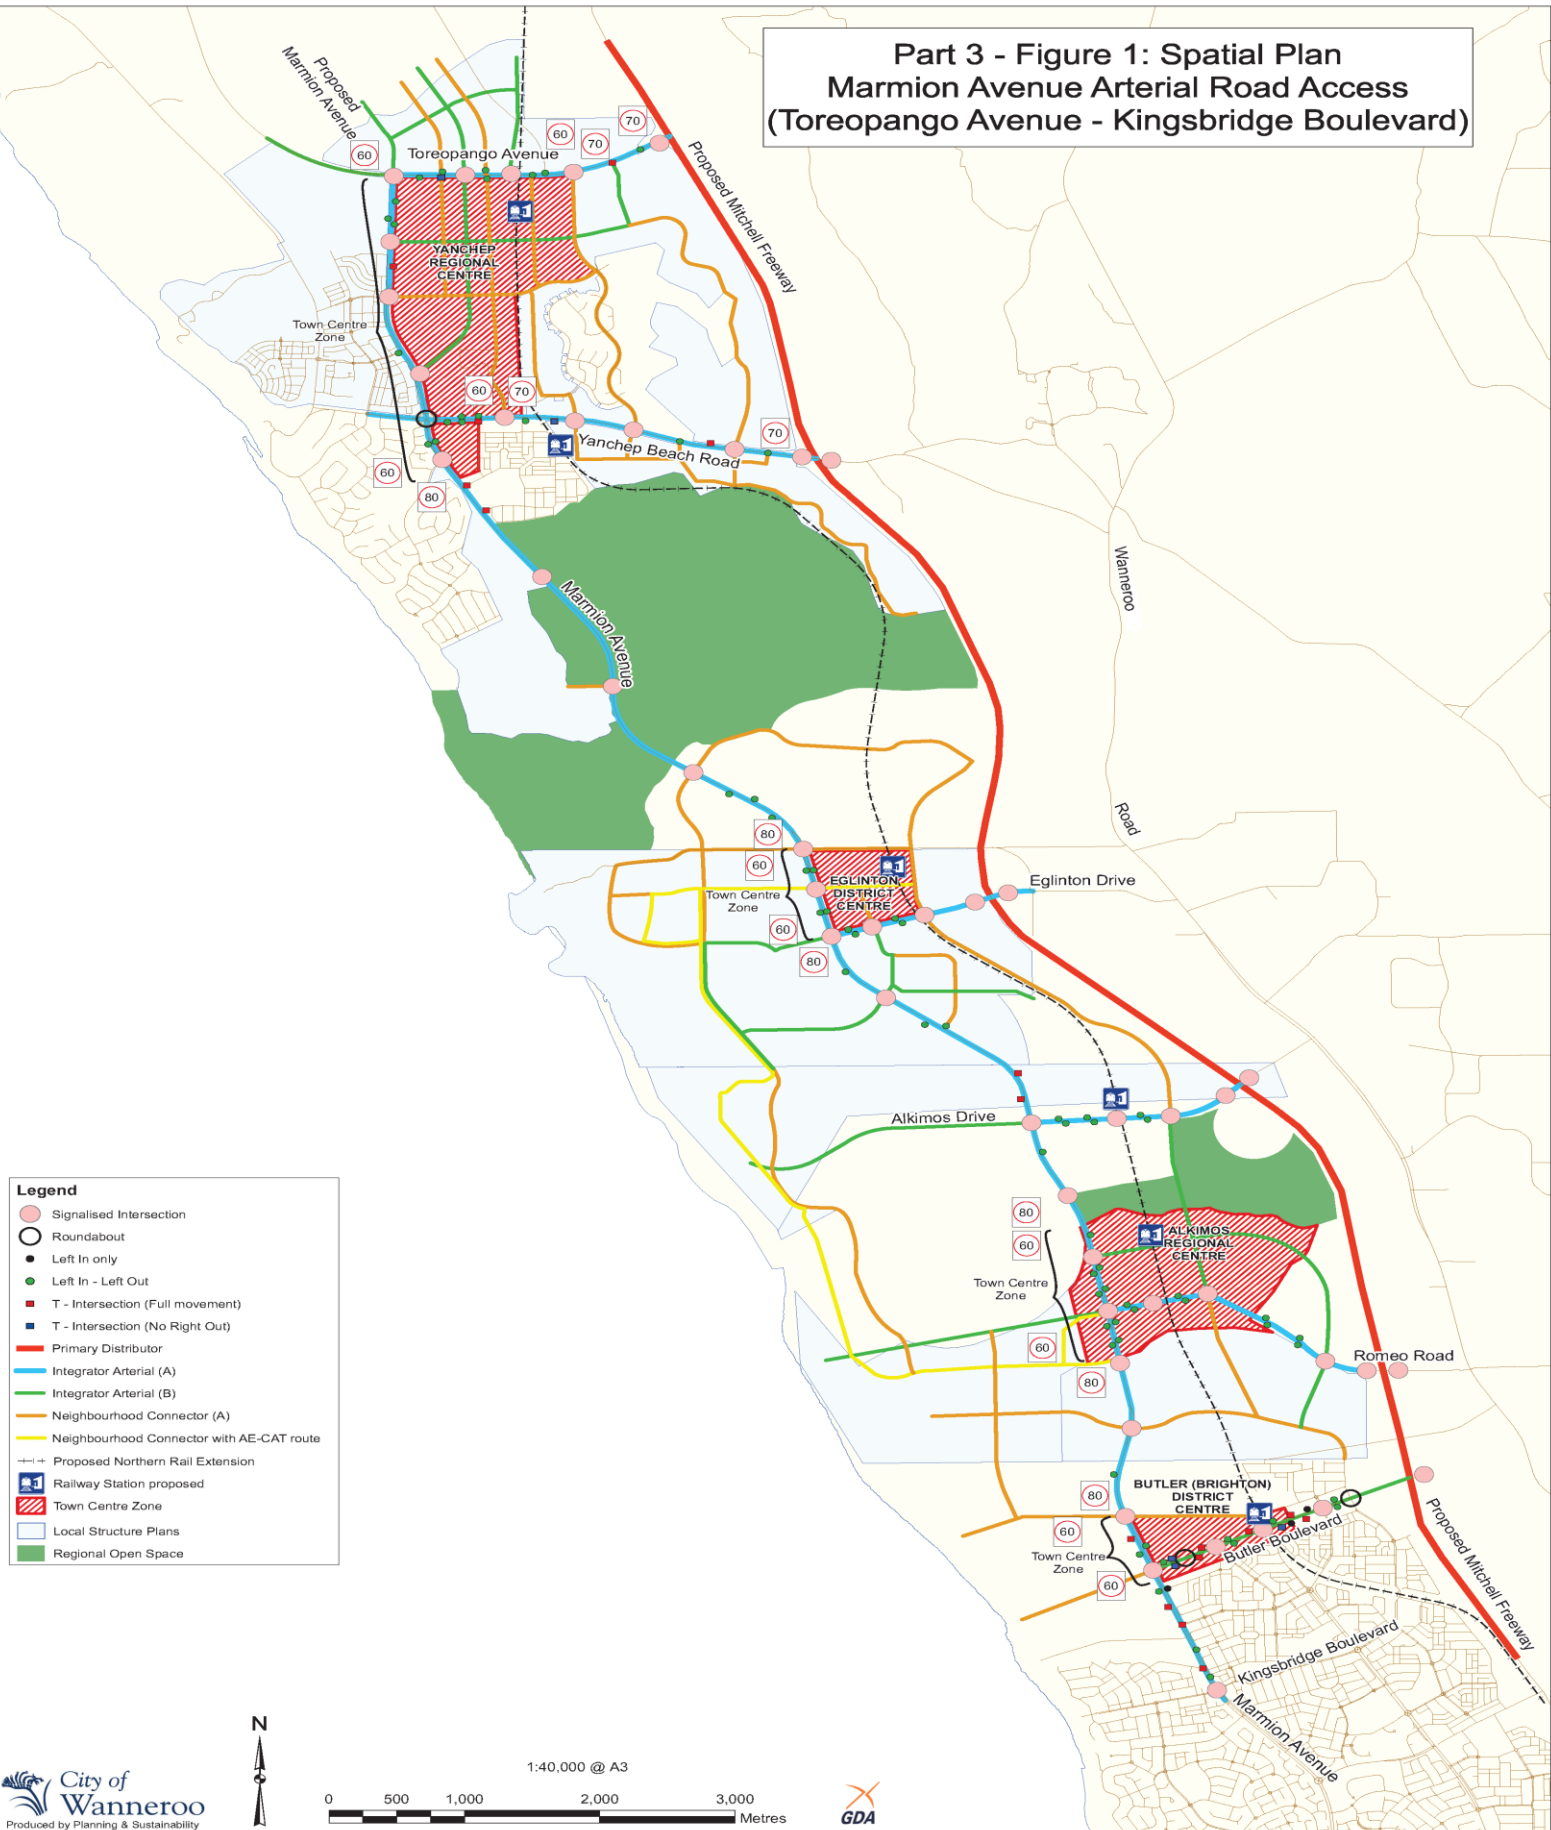 Part 3 - Figure 1: Spatial Plan
Marmion Avenue Arterial Road Access
(Toreopango Avenue - Kingsbridge Boulevard)
Proposed
Marmion Avenue
70
60
70
60
Toreopango Avenue
Proposed Mitchell Freeway
YANCHEP
REGIONAL
CENTRE
Town Centre
Zone
60
70
70
Yanchep Beach Road
60
80
Marmion Avenue
Wanneroo
Road
80
60
EGLINTON
DISTRICT
CENTRE
Eglinton Drive
Town Centre
Zone
60
80
Alkimos Drive
80
60
ALKIMOS
REGIONAL
CENTRE
Town Centre
Zone
60
80
Romeo Road
BUTLER (BRIGHTON)
DISTRICT
CENTRE
80
60
Town Centre
Zone
60
Butler Boulevard
Proposed Mitchell Freeway
Kingsbridge Boulevard
Marmion Avenue
Legend
Signalised Intersection
Roundabout
Left In only
Left In - Left Out
T - Intersection (Full movement)
T - Intersection (No Right Out)
Primary Distributor
Integrator Arterial (A)
Integrator Arterial (B)
Neighbourhood Connector (A)
Neighbourhood Connector with AE-CAT route
Proposed Northern Rail Extension
Railway Station proposed
Town Centre Zone
Local Structure Plans
Regional Open Space
City of
Wanneroo
Produced by Planning & Sustainability
N
1:40,000 @ A3
0 500 1,000 2,000 3,000
Metres
GDA